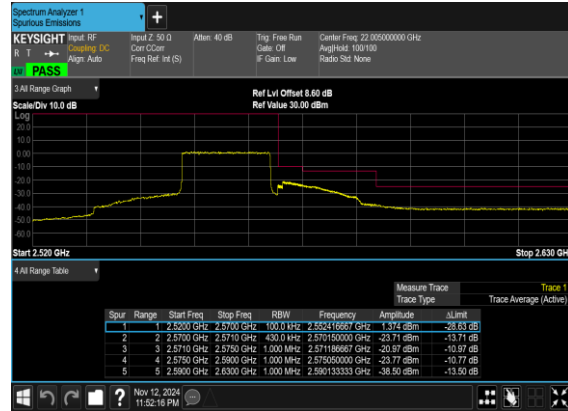 Spectrum Analyzer 1
Spurious Emissions
KEYSIGHT
R T
LM PASS
Input: RF
Coupling: DC
Align: Auto
Input Z: 50 Ω
Corr CCorr
Freq Ref: Int (S)
Atten: 40 dB
Trig: Free Run
Gate: Off
IF Gain: Low
Center Freq: 22.005000000 GHz
Avg|Hold: 100/100
Radio Std: None
3 All Range Graph
Scale/Div 10.0 dB
Ref Lvl Offset 8.60 dB
Ref Value 30.00 dBm
Log
20.0
10.0
0.00
-10.0
-20.0
-30.0
-40.0
-50.0
-60.0
Start 2.520 GHz
Stop 2.630 GH
4 All Range Table
Measure Trace Trace 1
Trace Type Trace Average (Active)
Spur Range Start Freq Stop Freq RBW Frequency Amplitude ΔLimit
1 1 2.5200 GHz 2.5700 GHz 100.0 kHz 2.552416667 GHz 1.374 dBm -28.63 dB
2 2 2.5700 GHz 2.5710 GHz 430.0 kHz 2.570150000 GHz -23.71 dBm -13.71 dB
3 3 2.5710 GHz 2.5750 GHz 1.000 MHz 2.571186667 GHz -20.97 dBm -10.97 dB
4 4 2.5750 GHz 2.5900 GHz 1.000 MHz 2.575050000 GHz -23.77 dBm -10.77 dB
5 5 2.5900 GHz 2.6300 GHz 1.000 MHz 2.590133333 GHz -38.50 dBm -13.50 dB
Nov 12, 2024
11:52:16 PM